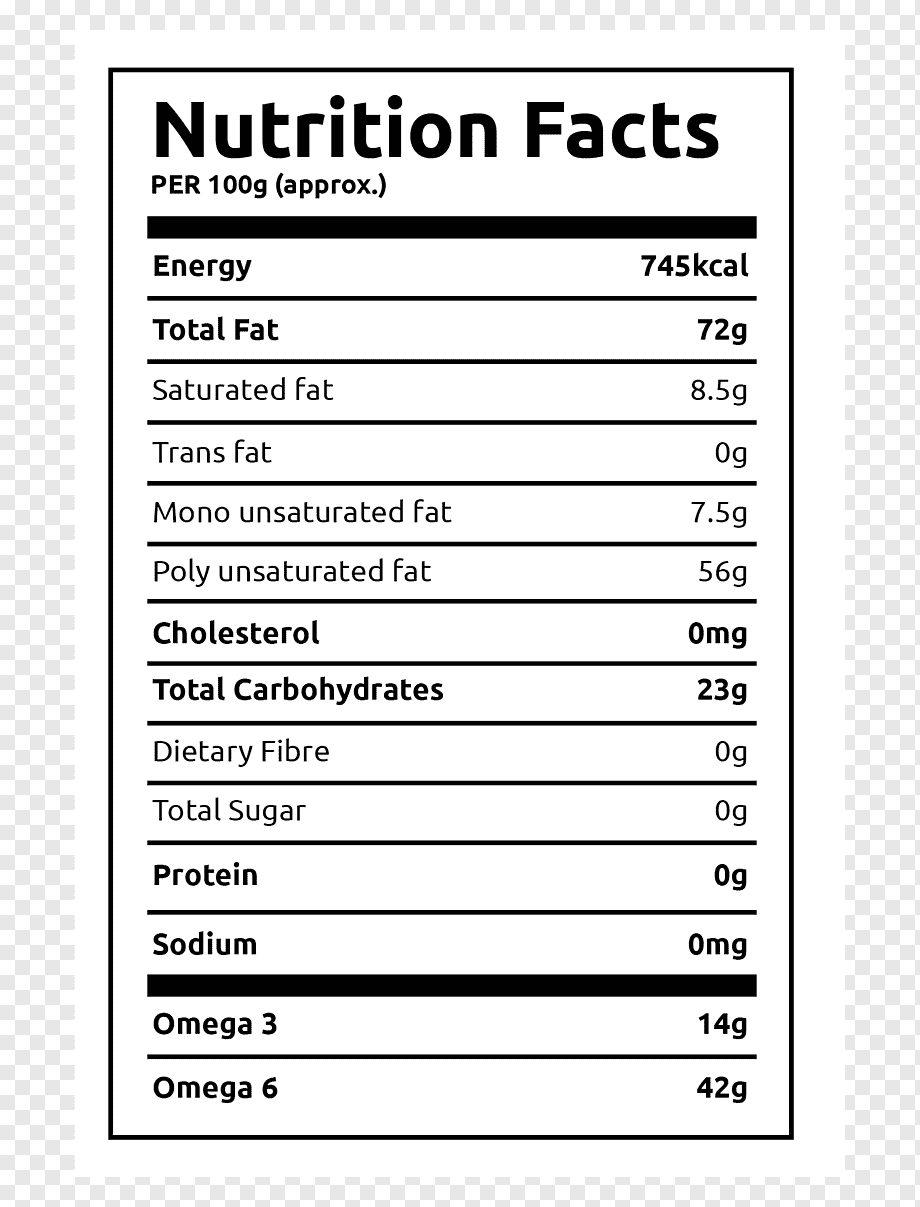 Nutrition Facts
PER 100g (approx.)
Energy 745kcal
Total Fat 72g
Saturated fat 8.5g
Trans fat 0g
Mono unsaturated fat 7.5g
Poly unsaturated fat 56g
Cholesterol 0mg
Total Carbohydrates 23g
Dietary Fibre 0g
Total Sugar 0g
Protein 0g
Sodium 0mg
Omega 3 14g
Omega 6 42g